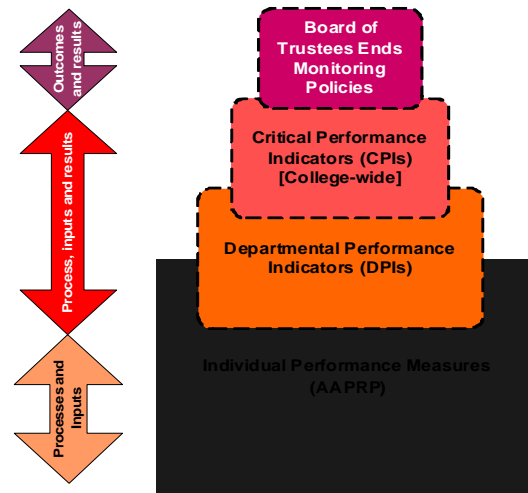 Outcomes
and results
Process, inputs and results
Processes and
Inputs
Board of
Trustees Ends
Monitoring
Policies
Critical Performance
Indicators (CPIs)
[College-wide]
Departmental Performance
Indicators (DPIs)
Individual Performance Measures
(AAPRP)